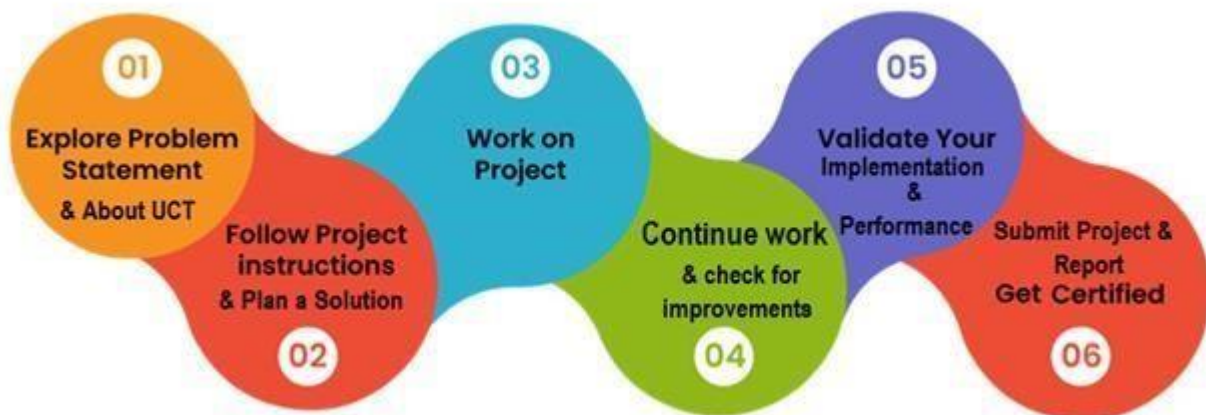 01
Explore Problem
Statement
& About UCT
Follow Project
instructions
& Plan a Solution
02
03
Work on
Project
Continue work
& check for
improvements
04
05
Validate Your
Implementation
&
Performance
Submit Project &
Report
Get Certified
06